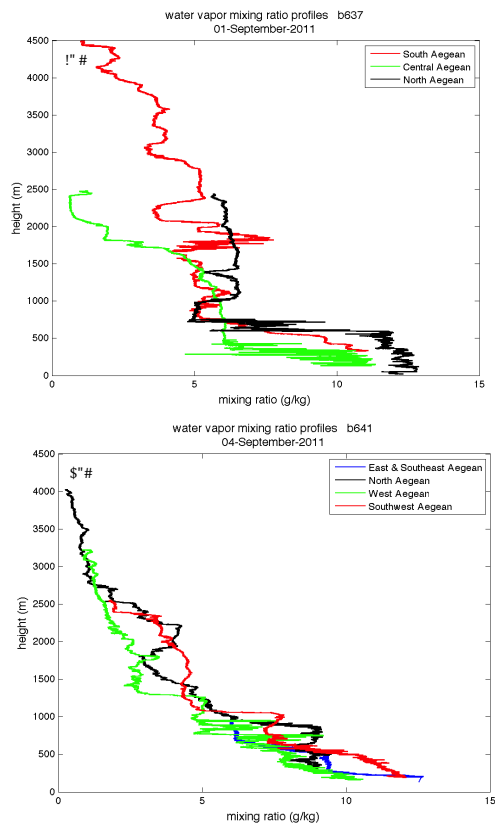 water vapor mixing ratio profiles b637
01-September-2011
4500
4000
3500
3000
2500
2000
1500
1000
500
0
height (m)
!" #
South Aegean
Central Aegean
North Aegean
0 5 10 15
mixing ratio (g/kg)
water vapor mixing ratio profiles b641
04-September-2011
4500
4000
3500
3000
2500
2000
1500
1000
500
0
height (m)
$"#
East & Southeast Aegean
North Aegean
West Aegean
Southwest Aegean
0 5 10 15
mixing ratio (g/kg)